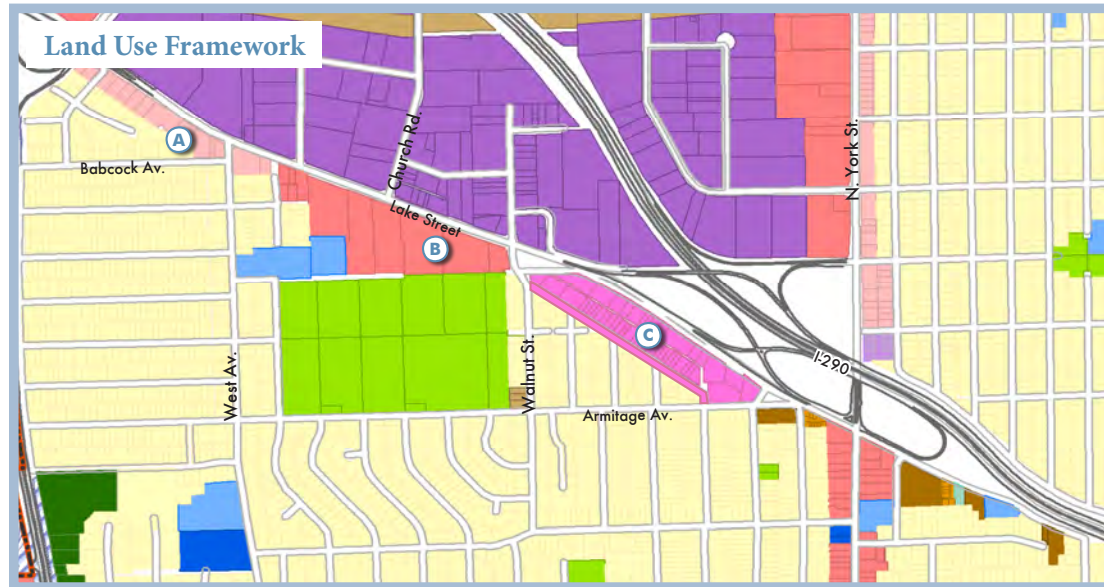 Land Use Framework
A
Babcock Av.
Church Rd.
Lake Street
B
N. York St.
C
I-290
West Av.
Walnut St.
Armitage Av.